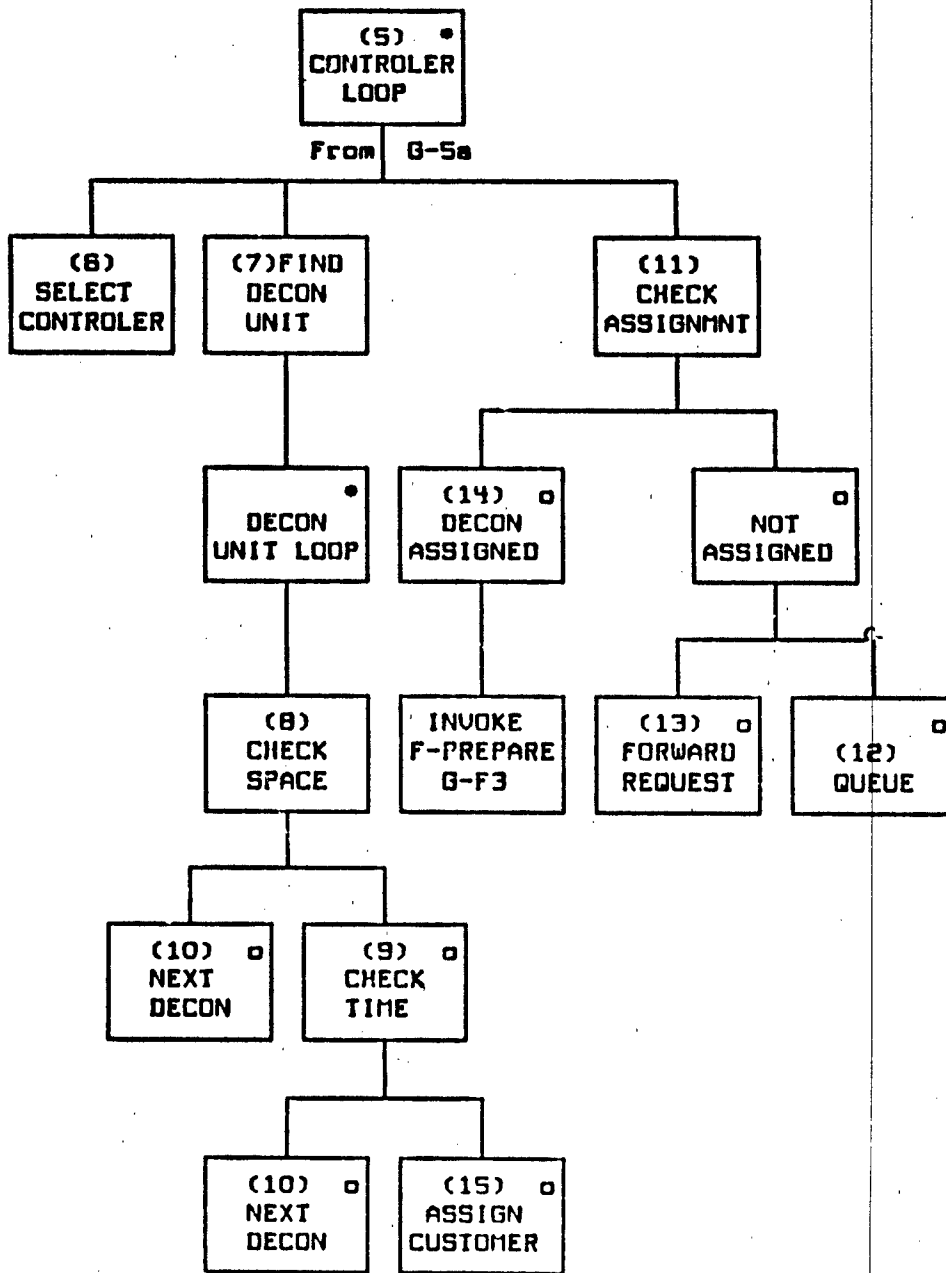 (5)
CONTROLER
LOOP
From G-5a
(6)
SELECT
CONTROLER
(7)FIND
DECON
UNIT
(11)
CHECK
ASSIGNMNT
DECON
UNIT LOOP
(14)
DECON
ASSIGNED
NOT
ASSIGNED
(8)
CHECK
SPACE
INVOKE
F-PREPARE
G-F3
(13)
FORWARD
REQUEST
(12)
QUEUE
(10)
NEXT
DECON
(9)
CHECK
TIME
(10)
NEXT
DECON
(15)
ASSIGN
CUSTOMER